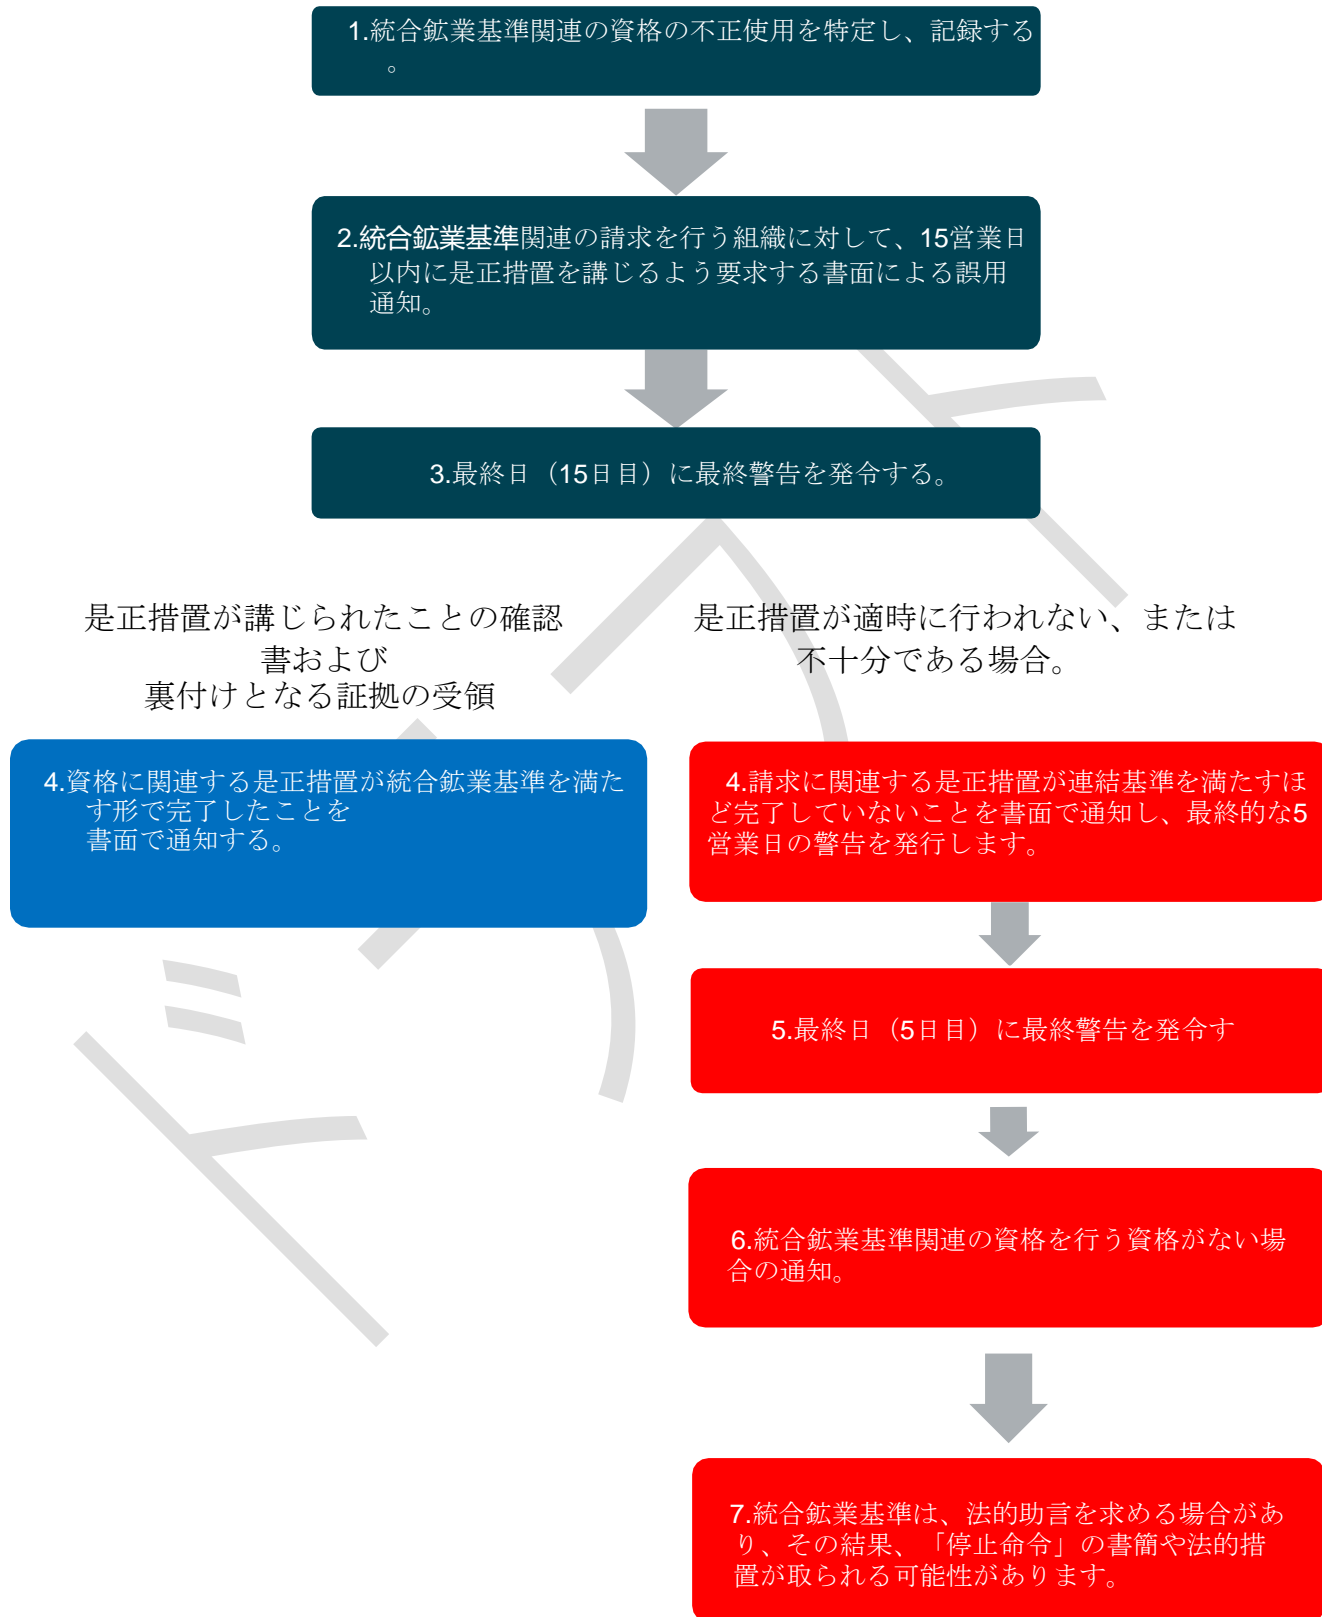 1.統合鉱業基準関連の資格の不正使用を特定し、記録する
。
2.統合鉱業基準関連の請求を行う組織に対して、15営業日
以内に是正措置を講じるよう要求する書面による誤用
通知。
3.最終日（15日目）に最終警告を発令する。
是正措置が講じられたことの確認
書および
裏付けとなる証拠の受領
是正措置が適時に行われない、または
不十分である場合。
4.資格に関連する是正措置が統合鉱業基準を満た
す形で完了したことを
書面で通知する。
4.請求に関連する是正措置が連結基準を満たすほ
ど完了していないことを書面で通知し、最終的な5
営業日の警告を発行します。
5.最終日（5日目）に最終警告を発令す
6.統合鉱業基準関連の資格を行う資格がない場
合の通知。
7.統合鉱業基準は、法的助言を求める場合があ
り、その結果、「停止命令」の書簡や法的措
置が取られる可能性があります。
ドラフト